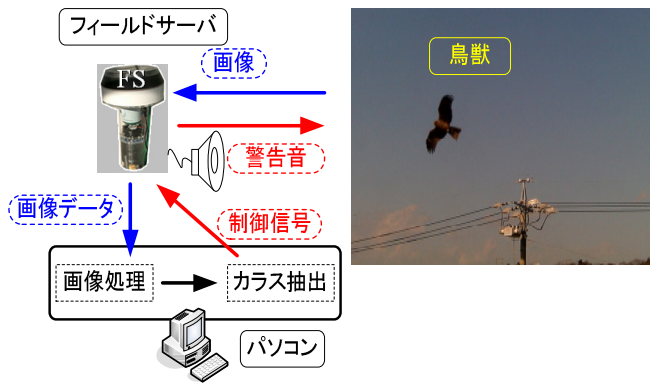 フィールドサーバ
FS
画像
鳥獣
警告音
画像データ
制御信号
画像処理
カラス抽出
パソコン